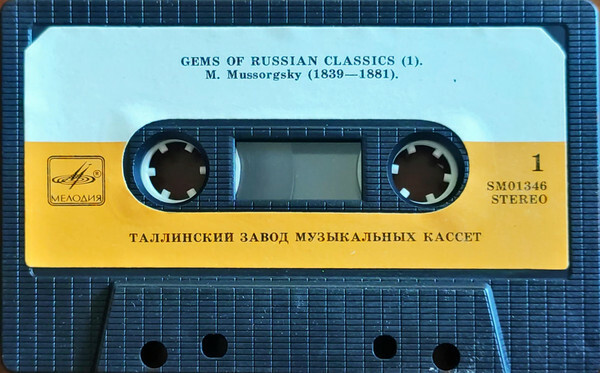 GEMS OF RUSSIAN CLASSICS (1).
M. Mussorgsky (1839—1881).
1
SM01346
STEREO
МЕЛОДИЯ
ТАЛЛИНСКИЙ ЗАВОД МУЗЫКАЛЬНЫХ КАССЕТ